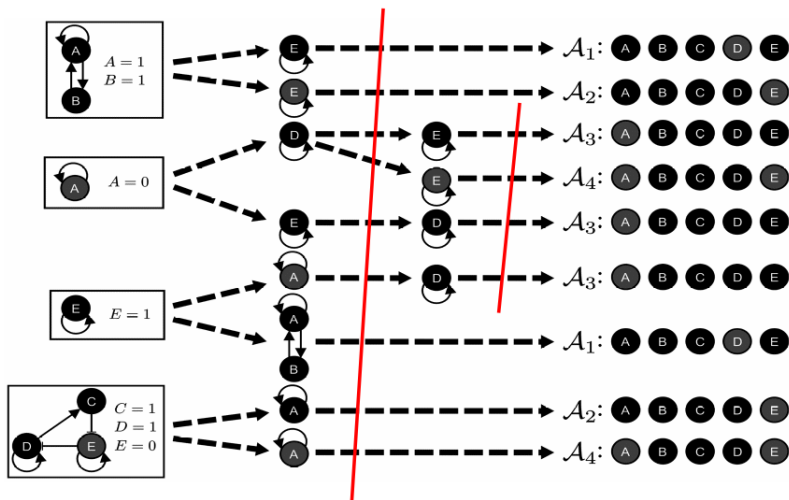 A A = 1 B = 1 B
E
E
𝒜₁: A B C D E
𝒜₂: A B C D E
A A = 0
D
E
E
E
D
𝒜₃: A B C D E
𝒜₄: A B C D E
𝒜₃: A B C D E
E E = 1
A
D
A
B
𝒜₃: A B C D E
𝒜₁: A B C D E
C
D
E
C = 1
D = 1
E = 0
A
A
𝒜₂: A B C D E
𝒜₄: A B C D E